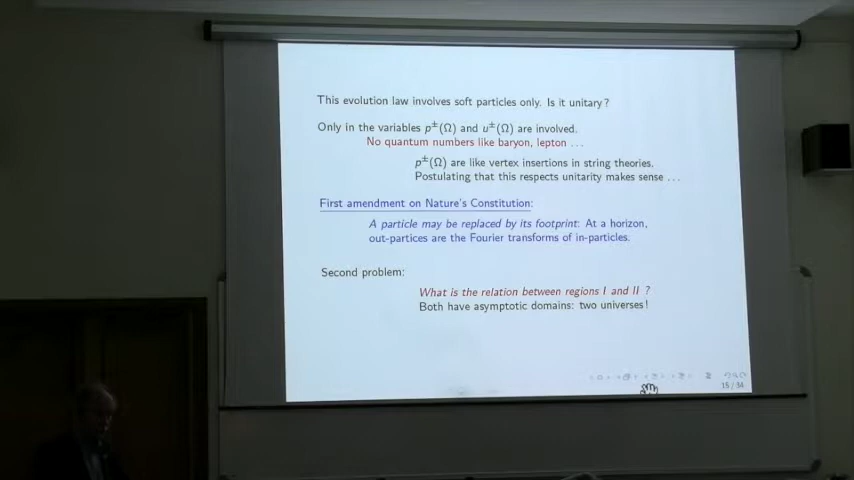 This evolution law involves soft particles only. Is it unitary?
Only in the variables p±(Ω) and u±(Ω) are involved.
No quantum numbers like baryon, lepton ...
p±(Ω) are like vertex insertions in string theories.
Postulating that this respects unitarity makes sense ...
First amendment on Nature's Constitution:
A particle may be replaced by its footprint: At a horizon,
out-partices are the Fourier transforms of in-particles.
Second problem:
What is the relation between regions I and II ?
Both have asymptotic domains: two universes!
15 / 34